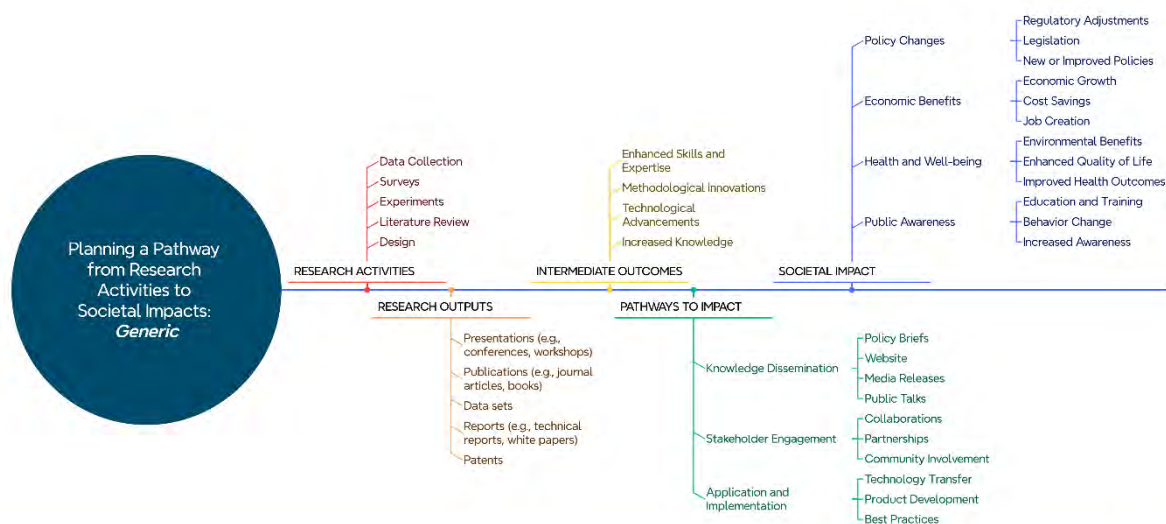 Planning a Pathway
from Research
Activities to
Societal Impacts:
Generic
Data Collection
Surveys
Experiments
Literature Review
Design
RESEARCH ACTIVITIES
RESEARCH OUTPUTS
Presentations (e.g.,
conferences, workshops)
Publications (e.g., journal
articles, books)
Data sets
Reports (e.g., technical
reports, white papers)
Patents
Enhanced Skills and
Expertise
Methodological Innovations
Technological
Advancements
Increased Knowledge
INTERMEDIATE OUTCOMES
PATHWAYS TO IMPACT
Knowledge Dissemination
Policy Briefs
Website
Media Releases
Public Talks
Stakeholder Engagement
Collaborations
Partnerships
Community Involvement
Application and
Implementation
Technology Transfer
Product Development
Best Practices
Policy Changes
Regulatory Adjustments
Legislation
New or Improved Policies
Economic Benefits
Economic Growth
Cost Savings
Job Creation
Health and Well-being
Environmental Benefits
Enhanced Quality of Life
Improved Health Outcomes
Public Awareness
Education and Training
Behavior Change
Increased Awareness
SOCIETAL IMPACT